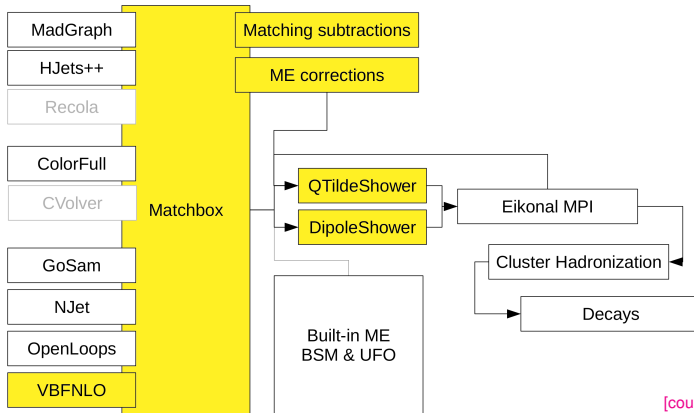 MadGraph
HJets++
Recola
ColorFull
CVolver
GoSam
NJet
OpenLoops
VBFNLO
Matchbox
Matching subtractions
ME corrections
QTildeShower
DipoleShower
Eikonal MPI
Cluster Hadronization
Decays
Built-in ME
BSM & UFO
[cou